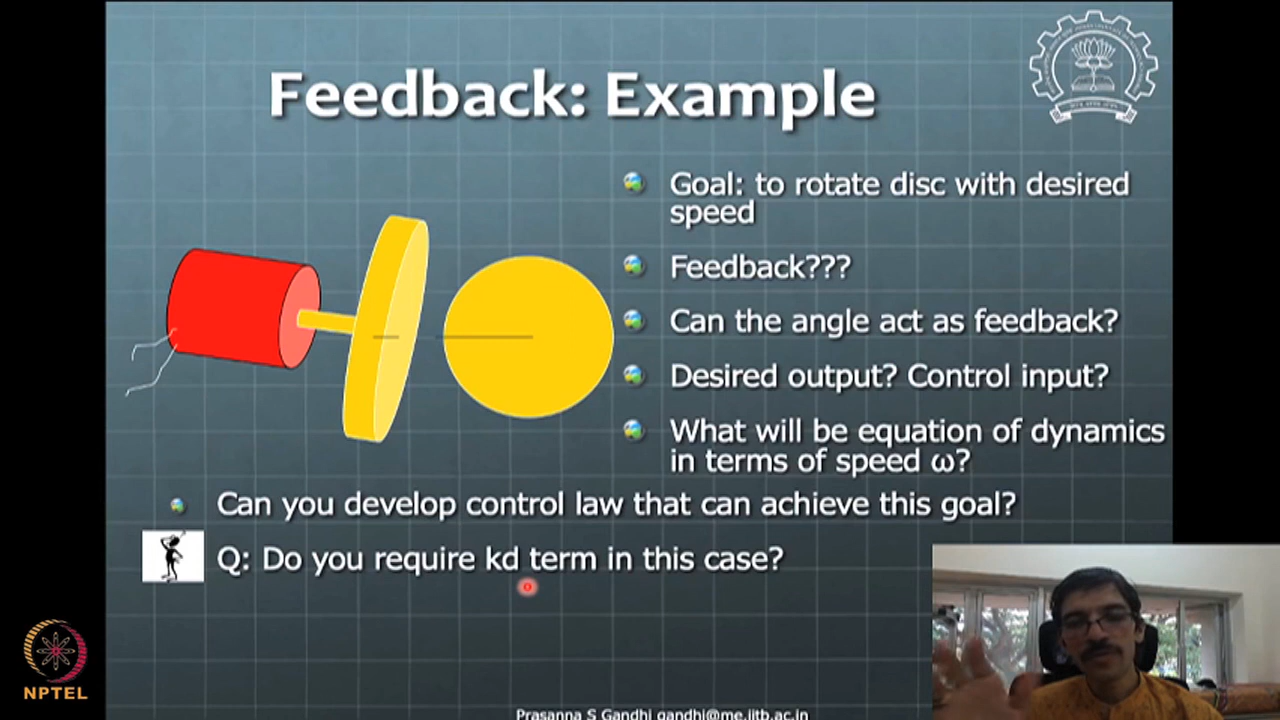 Feedback: Example
Goal: to rotate disc with desired
speed
Feedback???
Can the angle act as feedback?
Desired output? Control input?
What will be equation of dynamics
in terms of speed ω?
Can you develop control law that can achieve this goal?
Q: Do you require kd term in this case?
NPTEL
Prasanna S Gandhi gandhi@me.iitb.ac.in